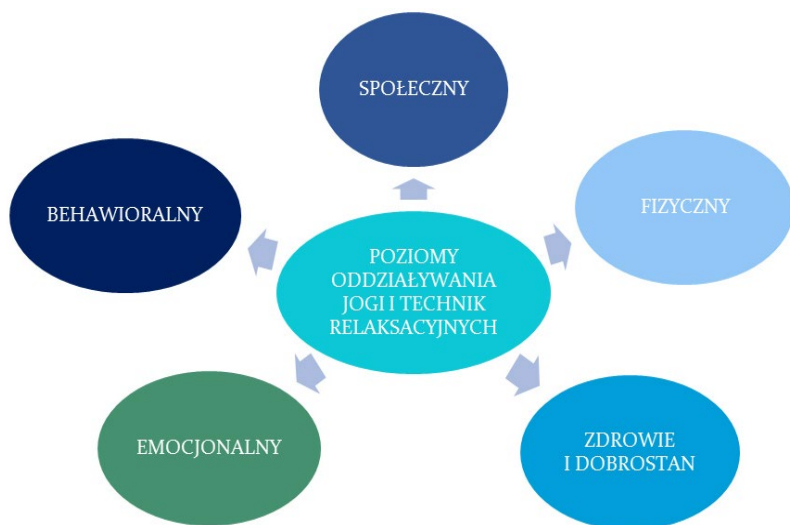 SPOŁECZNY
BEHAWIORALNY
FIZYCZNY
POZIOMY
ODDZIAŁYWANIA
JOGI I TECHNIK
RELAKSACYJNYCH
EMOCJONALNY
ZDROWIE
I DOBROSTAN